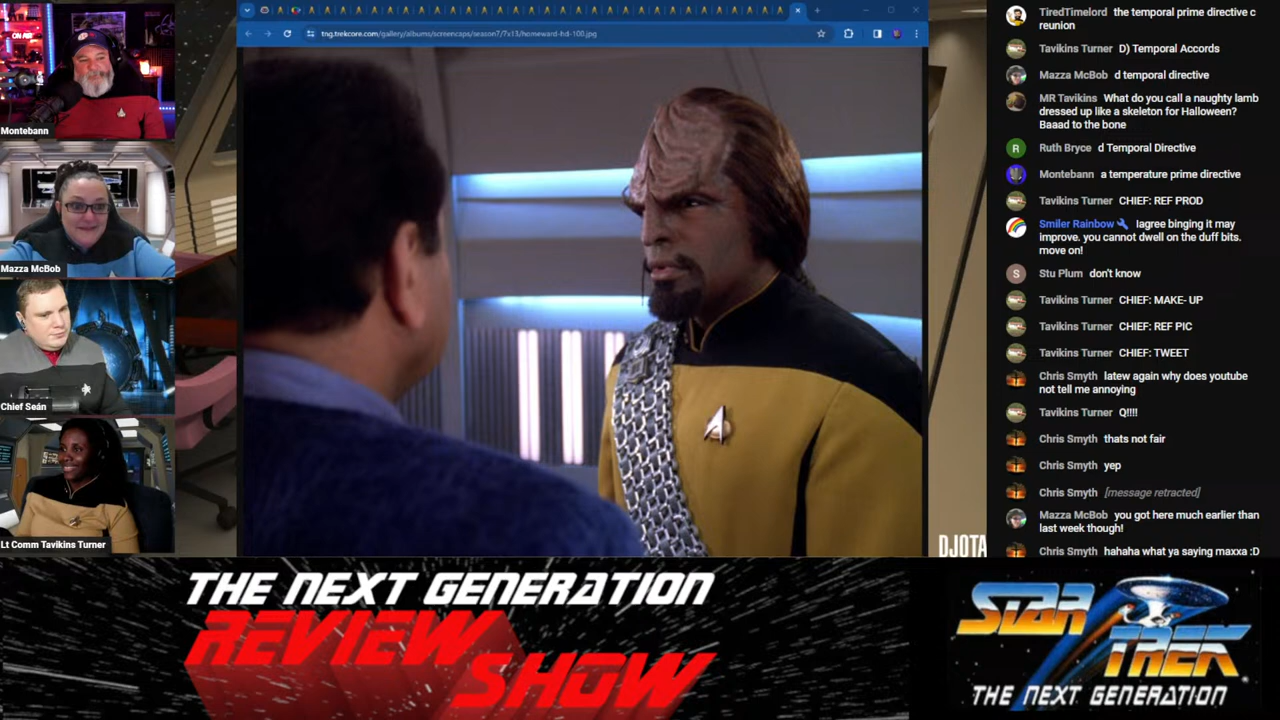 tng.trekcore.com/gallery/albums/screencaps/season7/7x13/homeward-hd-100.jpg
ON AIR
Montebann
Mazza McBob
Chief Seán
Lt Comm Tavikins Turner
TiredTimelord the temporal prime directive c
reunion
Tavikins Turner D) Temporal Accords
Mazza McBob d temporal directive
MR Tavikins What do you call a naughty lamb
dressed up like a skeleton for Halloween?
Baaad to the bone
R
Ruth Bryce d Temporal Directive
Montebann a temperature prime directive
Tavikins Turner CHIEF: REF PROD
Smiler Rainbow Iagree binging it may
improve. you cannot dwell on the duff bits.
move on!
S
Stu Plum don't know
Tavikins Turner CHIEF: MAKE- UP
Tavikins Turner CHIEF: REF PIC
Tavikins Turner CHIEF: TWEET
Chris Smyth latew again why does youtube
not tell me annoying
Tavikins Turner Q!!!!
Chris Smyth thats not fair
Chris Smyth yep
Chris Smyth [message retracted]
Mazza McBob you got here much earlier than
last week though!
Chris Smyth hahaha what ya saying maxxa :D
DJOTA
THE NEXT GENERATION
REVIEW
SHOW
STAR
TREK
THE NEXT GENERATION